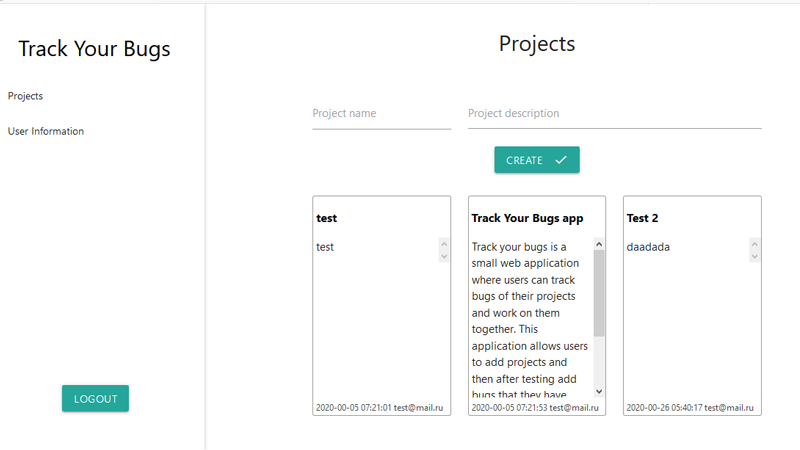 Track Your Bugs
Projects
User Information
LOGOUT
Projects
Project name
Project description
CREATE
test
test
2020-00-05 07:21:01 test@mail.ru
Track Your Bugs app
Track your bugs is a
small web application
where users can track
bugs of their projects
and work on them
together. This
application allows users
to add projects and
then after testing add
bugs that they have
2020-00-05 07:21:53 test@mail.ru
Test 2
daadada
2020-00-26 05:40:17 test@mail.ru